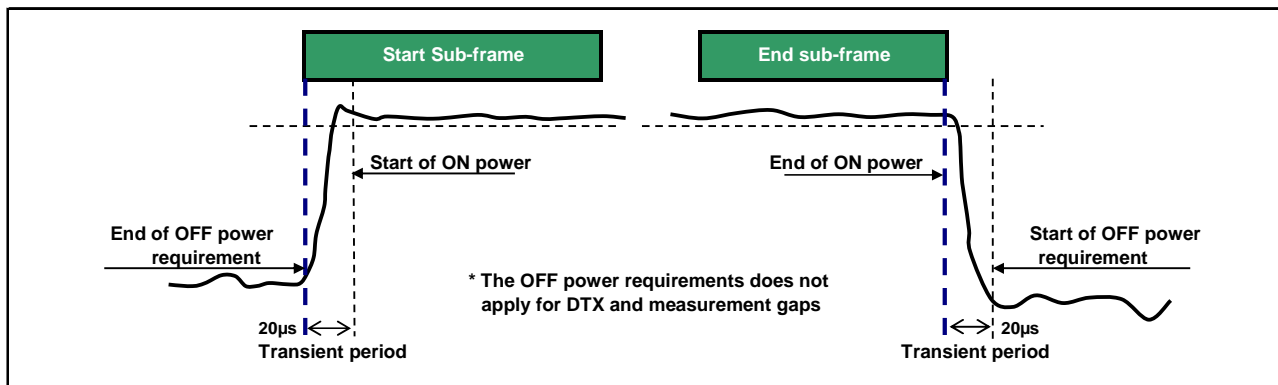 Start Sub-frame
End sub-frame
Start of ON power
End of ON power
End of OFF power
requirement
Start of OFF power
requirement
* The OFF power requirements does not
apply for DTX and measurement gaps
20µs
Transient period
20µs
Transient period